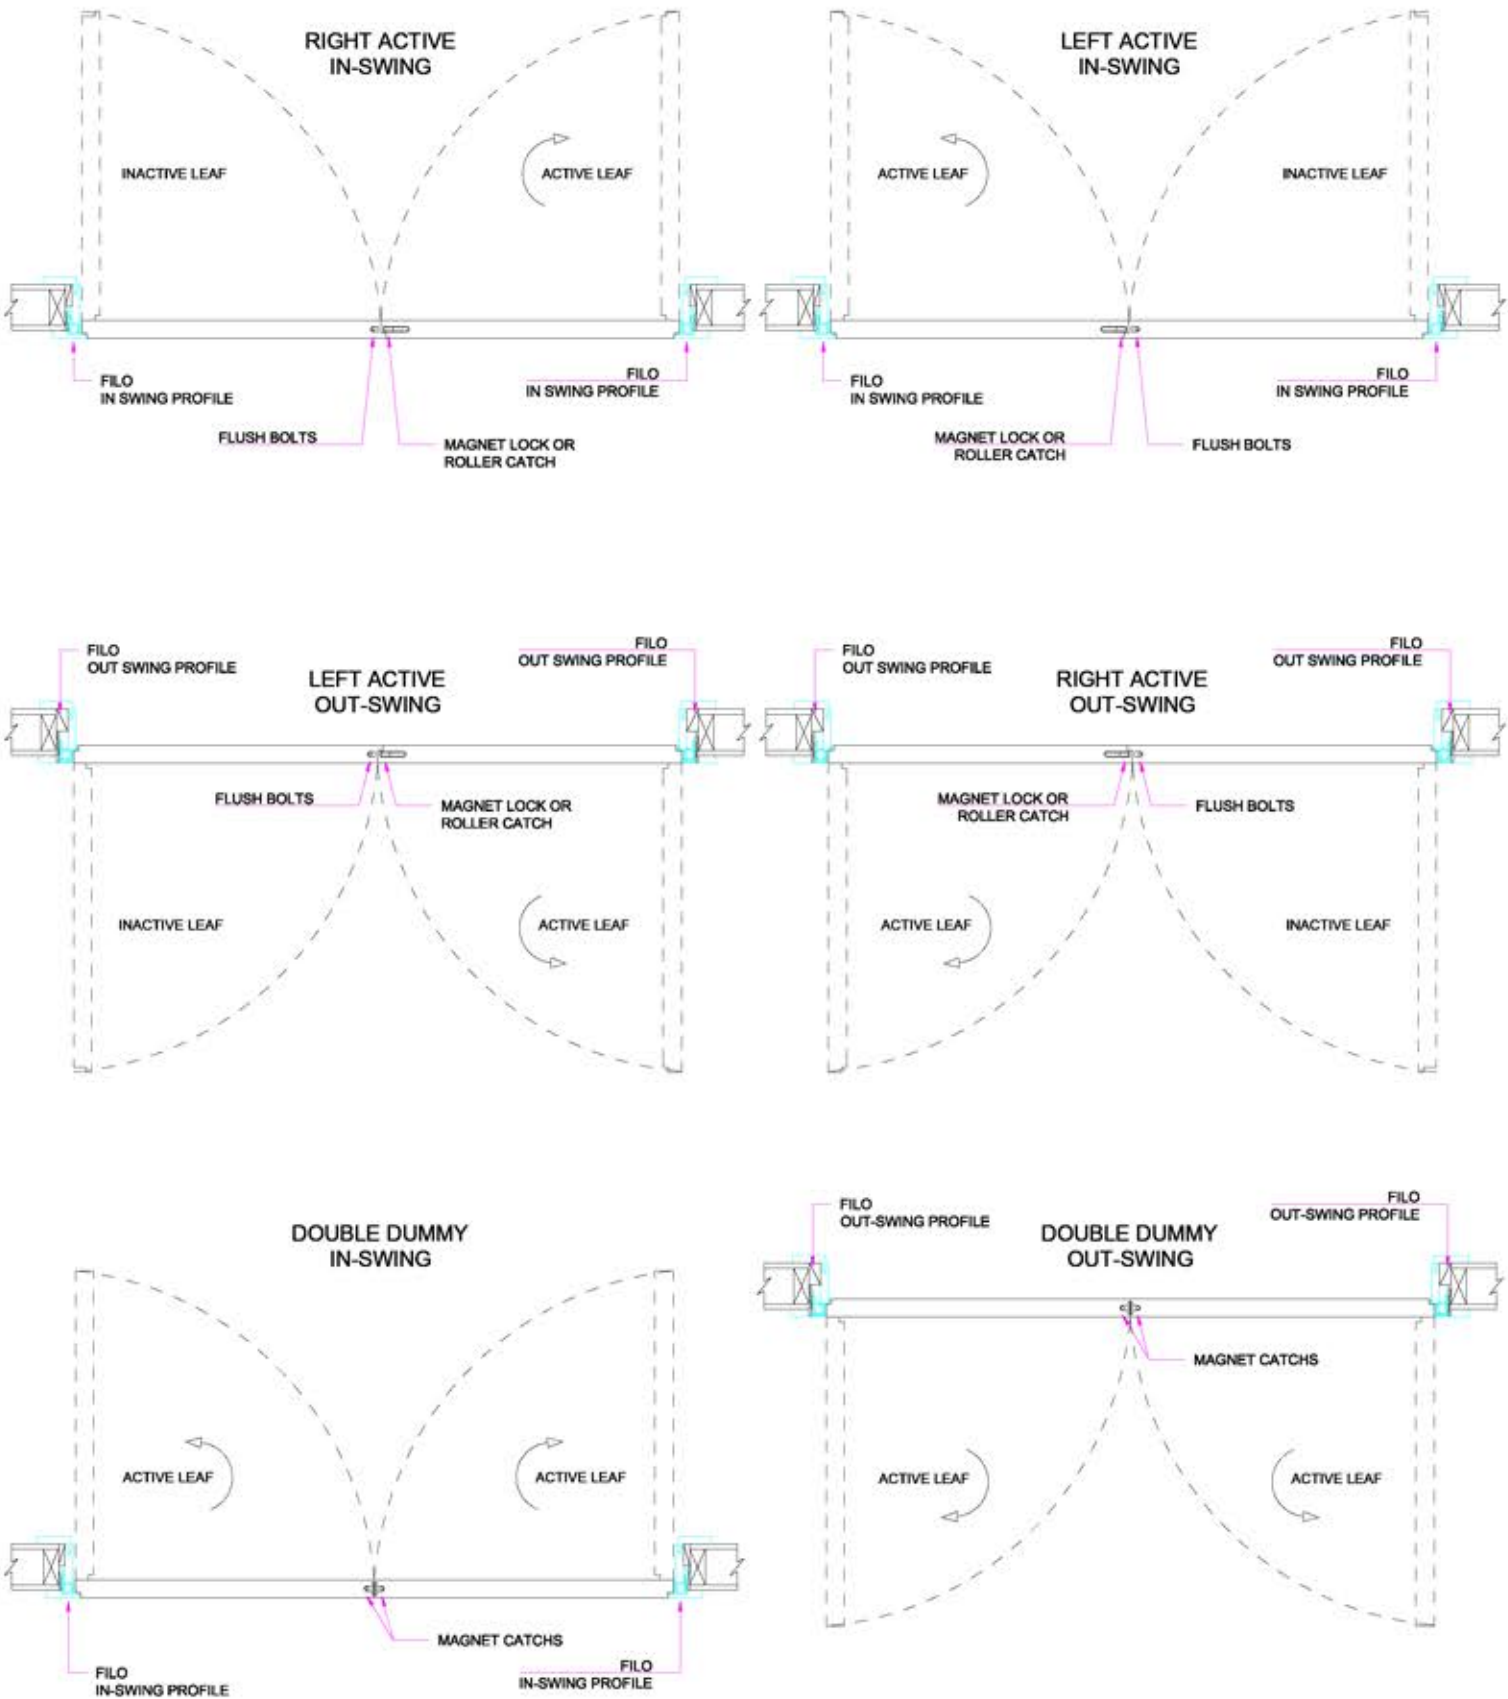 RIGHT ACTIVE
IN-SWING
INACTIVE LEAF
ACTIVE LEAF
FILO
IN SWING PROFILE
FILO
IN SWING PROFILE
FLUSH BOLTS
MAGNET LOCK OR
ROLLER CATCH
LEFT ACTIVE
IN-SWING
ACTIVE LEAF
INACTIVE LEAF
FILO
IN SWING PROFILE
FILO
IN SWING PROFILE
MAGNET LOCK OR
ROLLER CATCH
FLUSH BOLTS
FILO
OUT SWING PROFILE
FILO
OUT SWING PROFILE
LEFT ACTIVE
OUT-SWING
FLUSH BOLTS
MAGNET LOCK OR
ROLLER CATCH
INACTIVE LEAF
ACTIVE LEAF
FILO
OUT SWING PROFILE
FILO
OUT SWING PROFILE
RIGHT ACTIVE
OUT-SWING
MAGNET LOCK OR
ROLLER CATCH
FLUSH BOLTS
ACTIVE LEAF
INACTIVE LEAF
DOUBLE DUMMY
IN-SWING
ACTIVE LEAF
ACTIVE LEAF
MAGNET CATCHS
FILO
IN-SWING PROFILE
FILO
IN-SWING PROFILE
FILO
OUT-SWING PROFILE
FILO
OUT-SWING PROFILE
DOUBLE DUMMY
OUT-SWING
MAGNET CATCHS
ACTIVE LEAF
ACTIVE LEAF